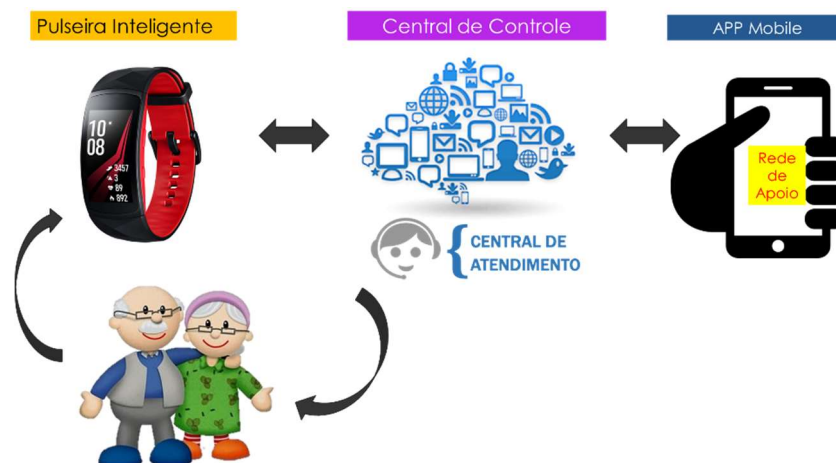 Pulseira Inteligente
Central de Controle
APP Mobile
10
08
3457
3
89
892
Rede
de
Apoio
CENTRAL DE
ATENDIMENTO